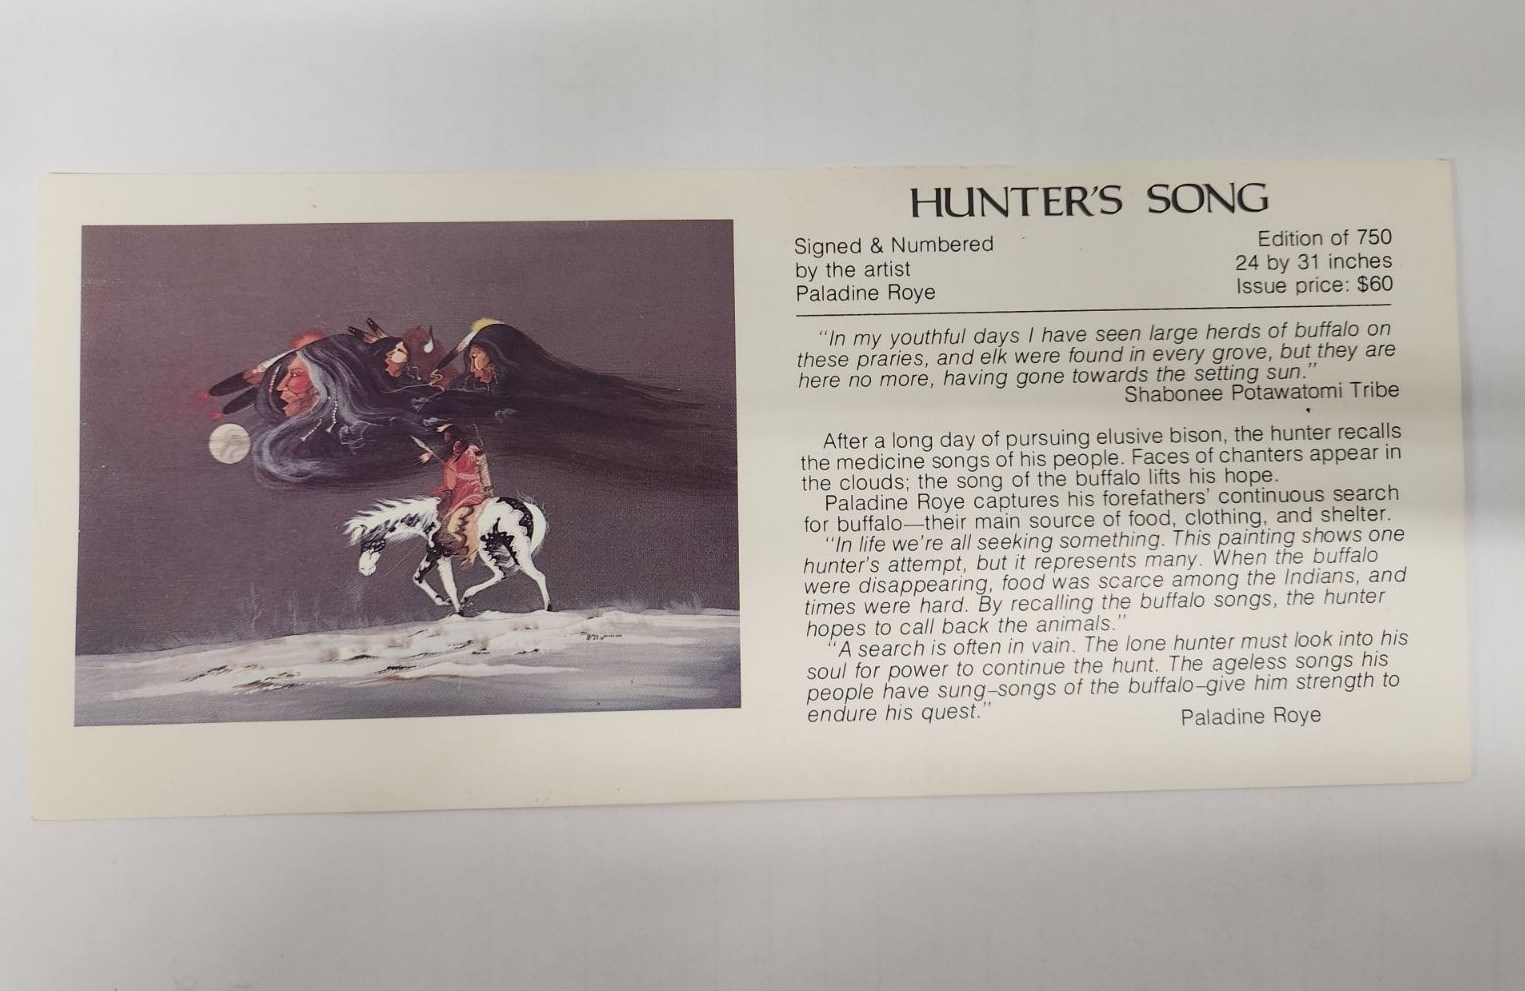 HUNTER'S SONG
Signed & Numbered
by the artist
Paladine Roye
Edition of 750
24 by 31 inches
Issue price: $60
"In my youthful days I have seen large herds of buffalo on
these praries, and elk were found in every grove, but they are
here no more, having gone towards the setting sun."
Shabonee Potawatomi Tribe
After a long day of pursuing elusive bison, the hunter recalls
the medicine songs of his people. Faces of chanters appear in
the clouds; the song of the buffalo lifts his hope.
Paladine Roye captures his forefathers' continuous search
for buffalo—their main source of food, clothing, and shelter.
"In life we're all seeking something. This painting shows one
hunter's attempt, but it represents many. When the buffalo
were disappearing, food was scarce among the Indians, and
times were hard. By recalling the buffalo songs, the hunter
hopes to call back the animals."
"A search is often in vain. The lone hunter must look into his
soul for power to continue the hunt. The ageless songs his
people have sung–songs of the buffalo–give him strength to
endure his quest."
Paladine Roye